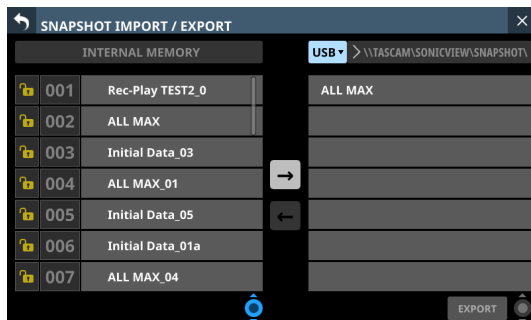 SNAPSHOT IMPORT / EXPORT
INTERNAL MEMORY
USB \\TASCAM\SONICVIEW\SNAPSHOT\
001 Rec-Play TEST2_0
ALL MAX
002 ALL MAX
003 Initial Data_03
004 ALL MAX_01
005 Initial Data_05
006 Initial Data_01a
007 ALL MAX_04
EXPORT